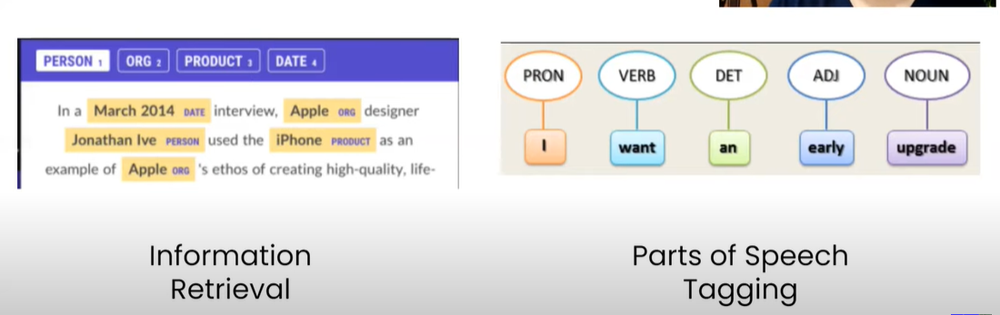 PERSON 1 ORG 2 PRODUCT 3 DATE 4
In a March 2014 DATE interview, Apple ORG designer
Jonathan Ive PERSON used the iPhone PRODUCT as an
example of Apple ORG 's ethos of creating high-quality, life-
Information
Retrieval
PRON VERB DET ADJ NOUN
I want an early upgrade
Parts of Speech
Tagging